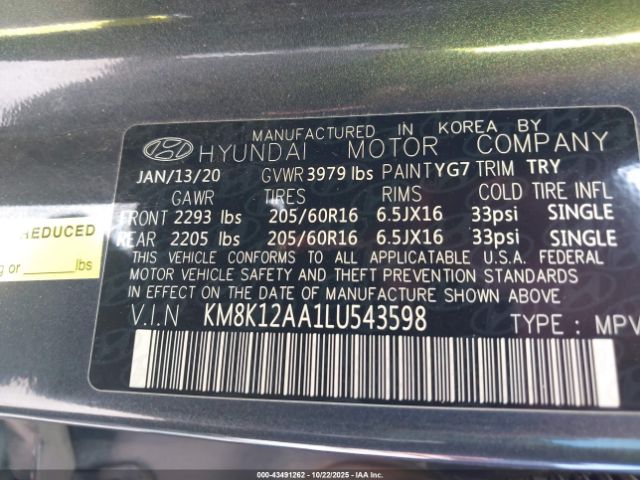 MANUFACTURED IN KOREA BY
HYUNDAI MOTOR COMPANY
JAN/13/20 GVWR 3979 lbs PAINT YG7 TRIM TRY
GAWR TIRES RIMS COLD TIRE INFL
FRONT 2293 lbs 205/60R16 6.5JX16 33psi SINGLE
REAR 2205 lbs 205/60R16 6.5JX16 33psi SINGLE
THIS VEHICLE CONFORMS TO ALL APPLICATABLE U.S.A. FEDERAL
MOTOR VEHICLE SAFETY AND THEFT PREVENTION STANDARDS
IN EFFECT ON THE DATE OF MANUFACTURE SHOWN ABOVE
V.I.N KM8K12AA1LU543598 TYPE : MPV
REDUCED
or lbs
000-43491262 10/22/2025 IAAI.COM